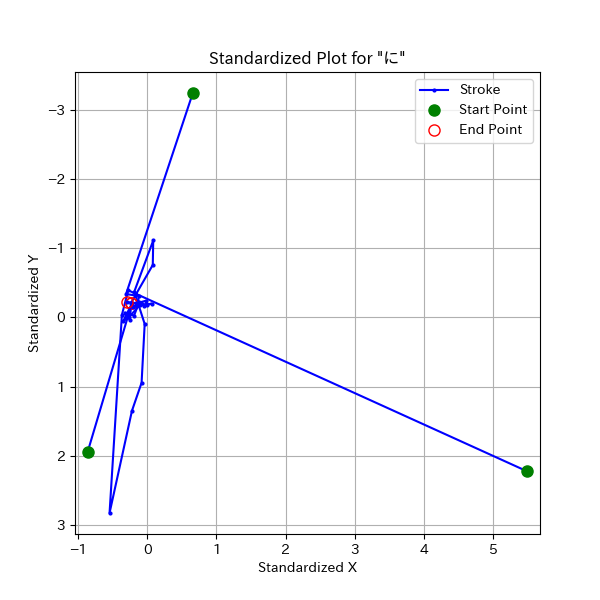 Standardized Plot for "に"
Stroke
Start Point
End Point
−3
−2
−1
0
1
2
3
Standardized Y
−1
0
1
2
3
4
5
Standardized X